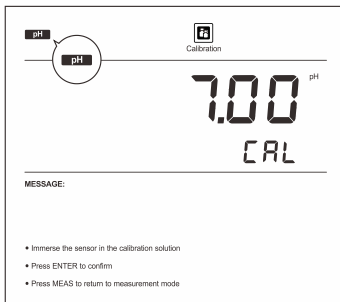 pH
pH
Calibration
7.00 pH
CAL
MESSAGE:
• Immerse the sensor in the calibration solution
• Press ENTER to confirm
• Press MEAS to return to measurement mode